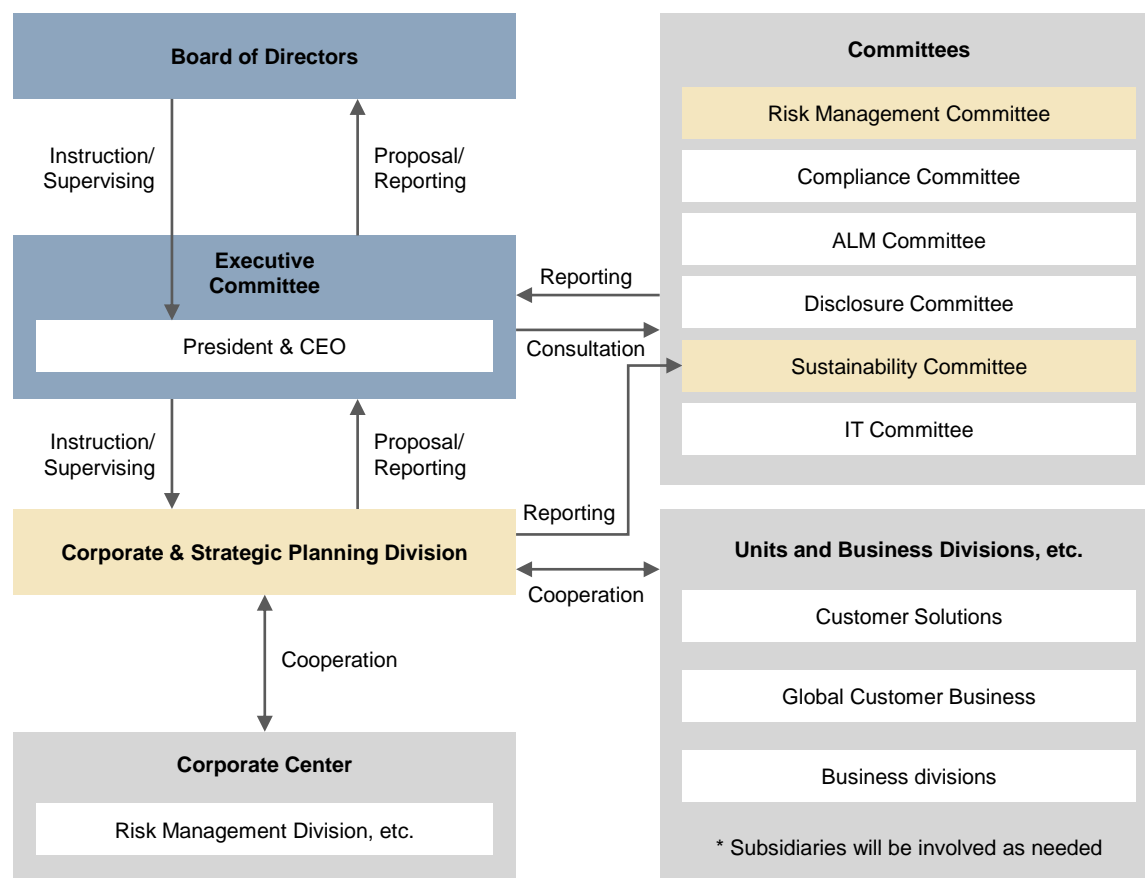 Board of Directors
Instruction/
Supervising
Proposal/
Reporting
Executive
Committee
President & CEO
Reporting
Consultation
Instruction/
Supervising
Proposal/
Reporting
Corporate & Strategic Planning Division
Reporting
Cooperation
Cooperation
Corporate Center
Risk Management Division, etc.
Committees
Risk Management Committee
Compliance Committee
ALM Committee
Disclosure Committee
Sustainability Committee
IT Committee
Units and Business Divisions, etc.
Customer Solutions
Global Customer Business
Business divisions
* Subsidiaries will be involved as needed